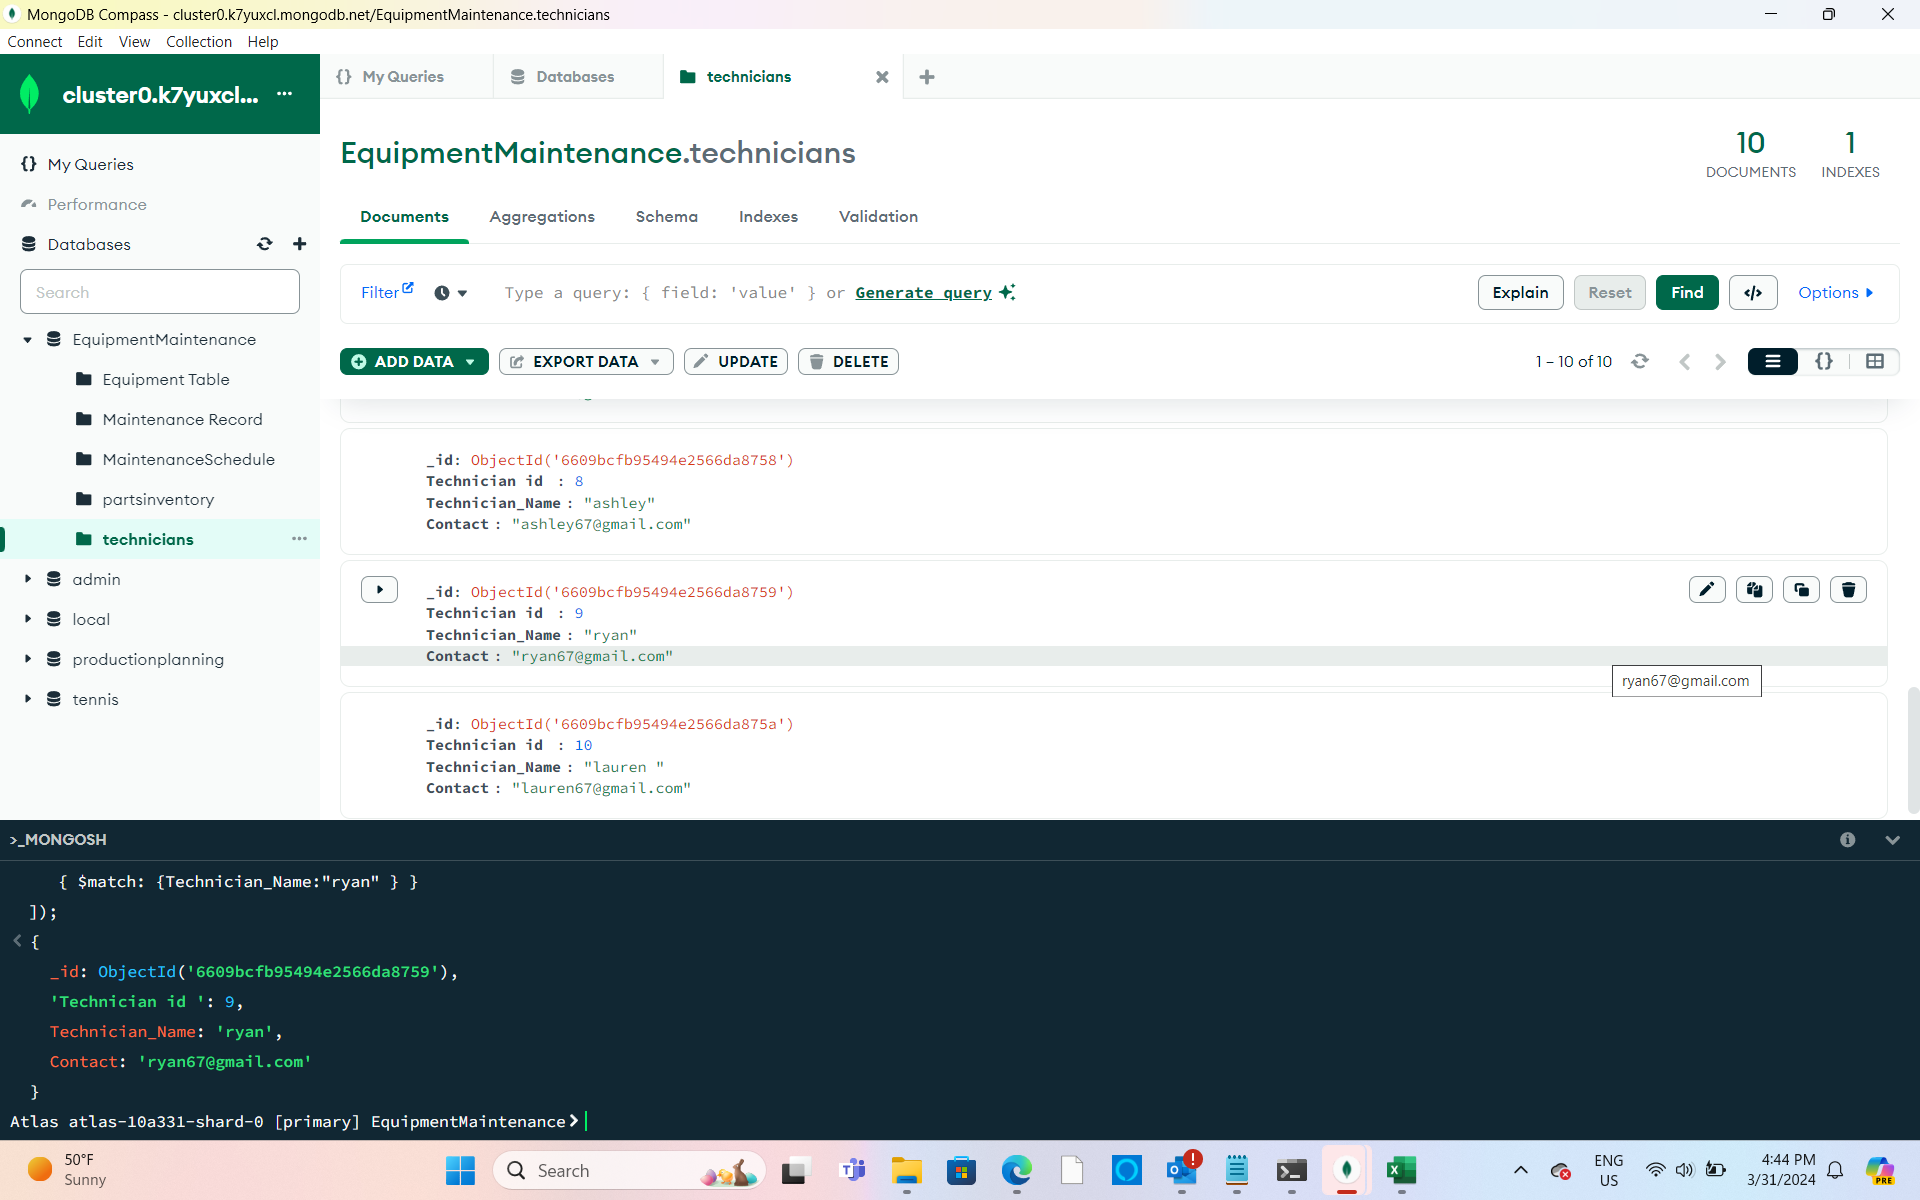 MongoDB Compass - cluster0.k7yuxcl.mongodb.net/EquipmentMaintenance.technicians
Connect Edit View Collection Help
cluster0.k7yuxcl... ...
My Queries
Databases
technicians
My Queries
Performance
Databases
Search
EquipmentMaintenance
Equipment Table
Maintenance Record
MaintenanceSchedule
partsinventory
technicians
admin
local
productionplanning
tennis
EquipmentMaintenance.technicians
10
DOCUMENTS
1
INDEXES
Documents Aggregations Schema Indexes Validation
Filter Type a query: { field: 'value' } or Generate query Explain Reset Find </> Options
ADD DATA EXPORT DATA UPDATE DELETE 1 – 10 of 10 {}
_id: ObjectId('6609bcfb95494e2566da8758')
Technician id : 8
Technician_Name : "ashley"
Contact : "ashley67@gmail.com"
_id: ObjectId('6609bcfb95494e2566da8759')
Technician id : 9
Technician_Name : "ryan"
Contact : "ryan67@gmail.com"
ryan67@gmail.com
_id: ObjectId('6609bcfb95494e2566da875a')
Technician id : 10
Technician_Name : "lauren "
Contact : "lauren67@gmail.com"
>_MONGOSH
{ $match: {Technician_Name:"ryan" } }
]);
< {
_id: ObjectId('6609bcfb95494e2566da8759'),
'Technician id ': 9,
Technician_Name: 'ryan',
Contact: 'ryan67@gmail.com'
}
Atlas atlas-10a331-shard-0 [primary] EquipmentMaintenance>
50°F
Sunny
Search
ENG
US
4:44 PM
3/31/2024
PRE